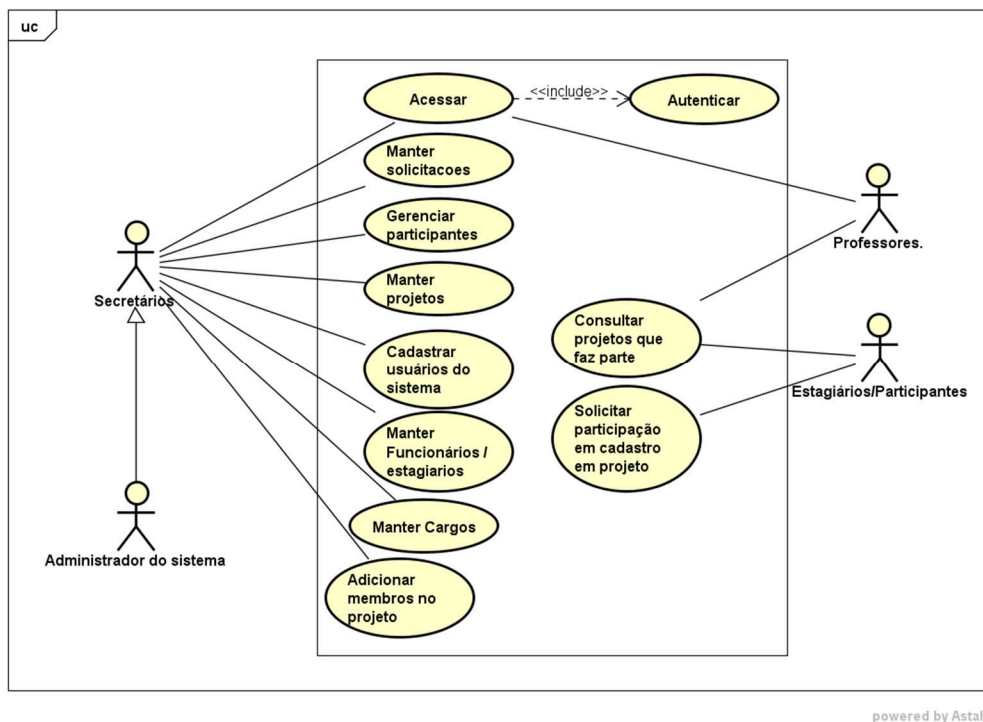 uc
Acessar
<<include>>
Autenticar
Manter
solicitacoes
Gerenciar
participantes
Professores.
Manter
projetos
Secretários
Consultar
projetos que
faz parte
Cadastrar
usuários do
sistema
Estagiários/Participantes
Solicitar
participação
em cadastro
em projeto
Manter
Funcionários /
estagiarios
Manter Cargos
Administrador do sistema
Adicionar
membros no
projeto
powered by Astah